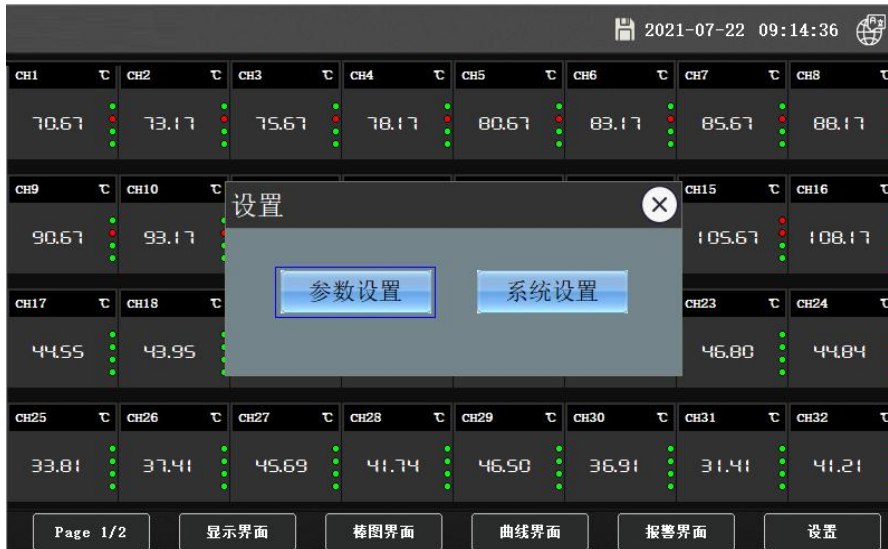 2021-07-22 09:14:36
CH1 ℃ CH2 ℃ CH3 ℃ CH4 ℃ CH5 ℃ CH6 ℃ CH7 ℃ CH8 ℃
70.67 73.17 75.67 78.17 80.67 83.17 85.67 88.17
CH9 ℃ CH10 ℃ CH15 ℃ CH16 ℃
设置
90.67 93.17 105.67 108.17
参数设置 系统设置
CH17 ℃ CH18 ℃ CH23 ℃ CH24 ℃
44.55 43.95 46.80 44.84
CH25 ℃ CH26 ℃ CH27 ℃ CH28 ℃ CH29 ℃ CH30 ℃ CH31 ℃ CH32 ℃
33.81 37.41 45.69 41.74 46.50 36.91 31.41 41.21
Page 1/2 显示界面 棒图界面 曲线界面 报警界面 设置